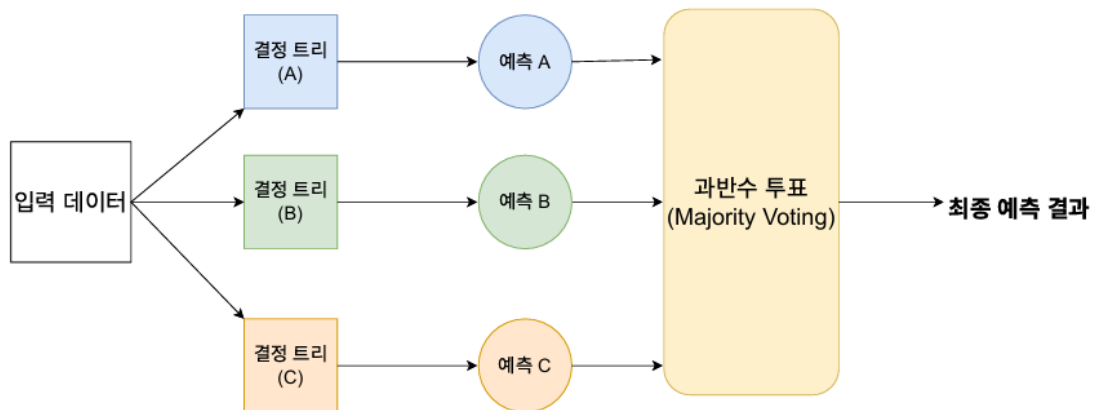 결정 트리
(A)
예측 A
입력 데이터
결정 트리
(B)
예측 B
과반수 투표
(Majority Voting)
최종 예측 결과
결정 트리
(C)
예측 C